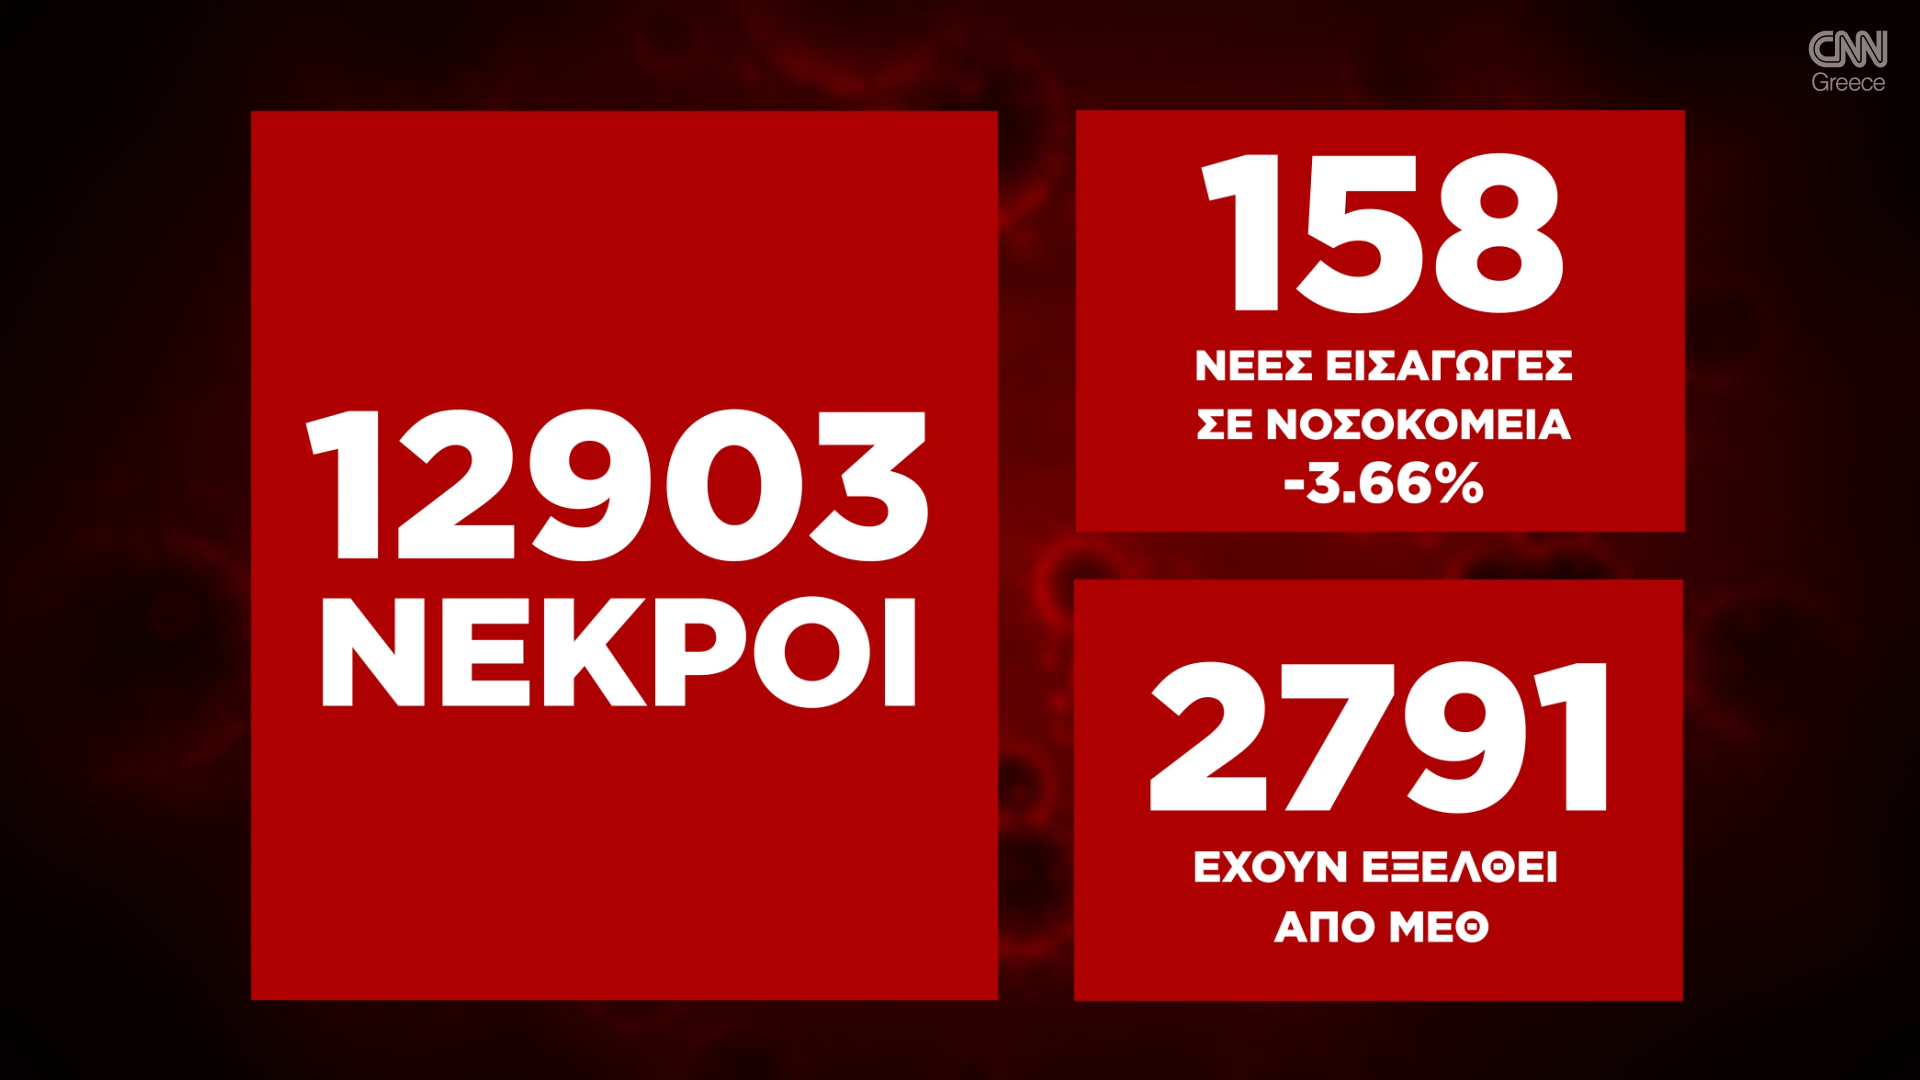 CNN
Greece
12903
ΝΕΚΡΟΙ
158
ΝΕΕΣ ΕΙΣΑΓΩΓΕΣ
ΣΕ ΝΟΣΟΚΟΜΕΙΑ
-3.66%
2791
ΕΧΟΥΝ ΕΞΕΛΘΕΙ
ΑΠΟ ΜΕΘ